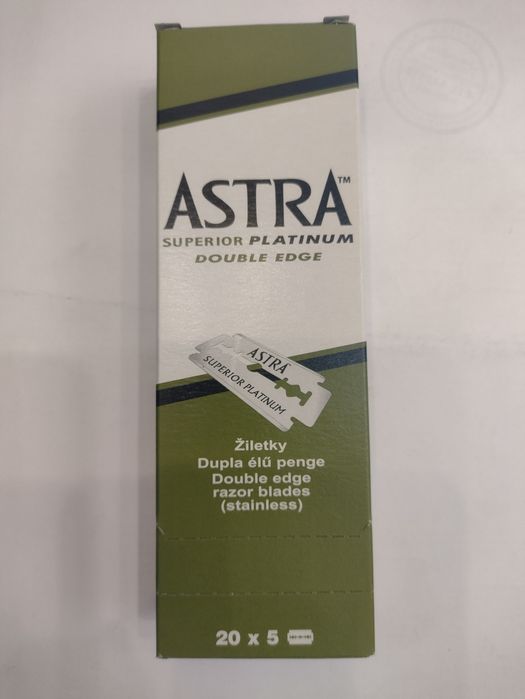 ASTRA™
SUPERIOR PLATINUM
DOUBLE EDGE
ASTRA
SUPERIOR PLATINUM
Žiletky
Dupla élű penge
Double edge
razor blades
(stainless)
20 x 5